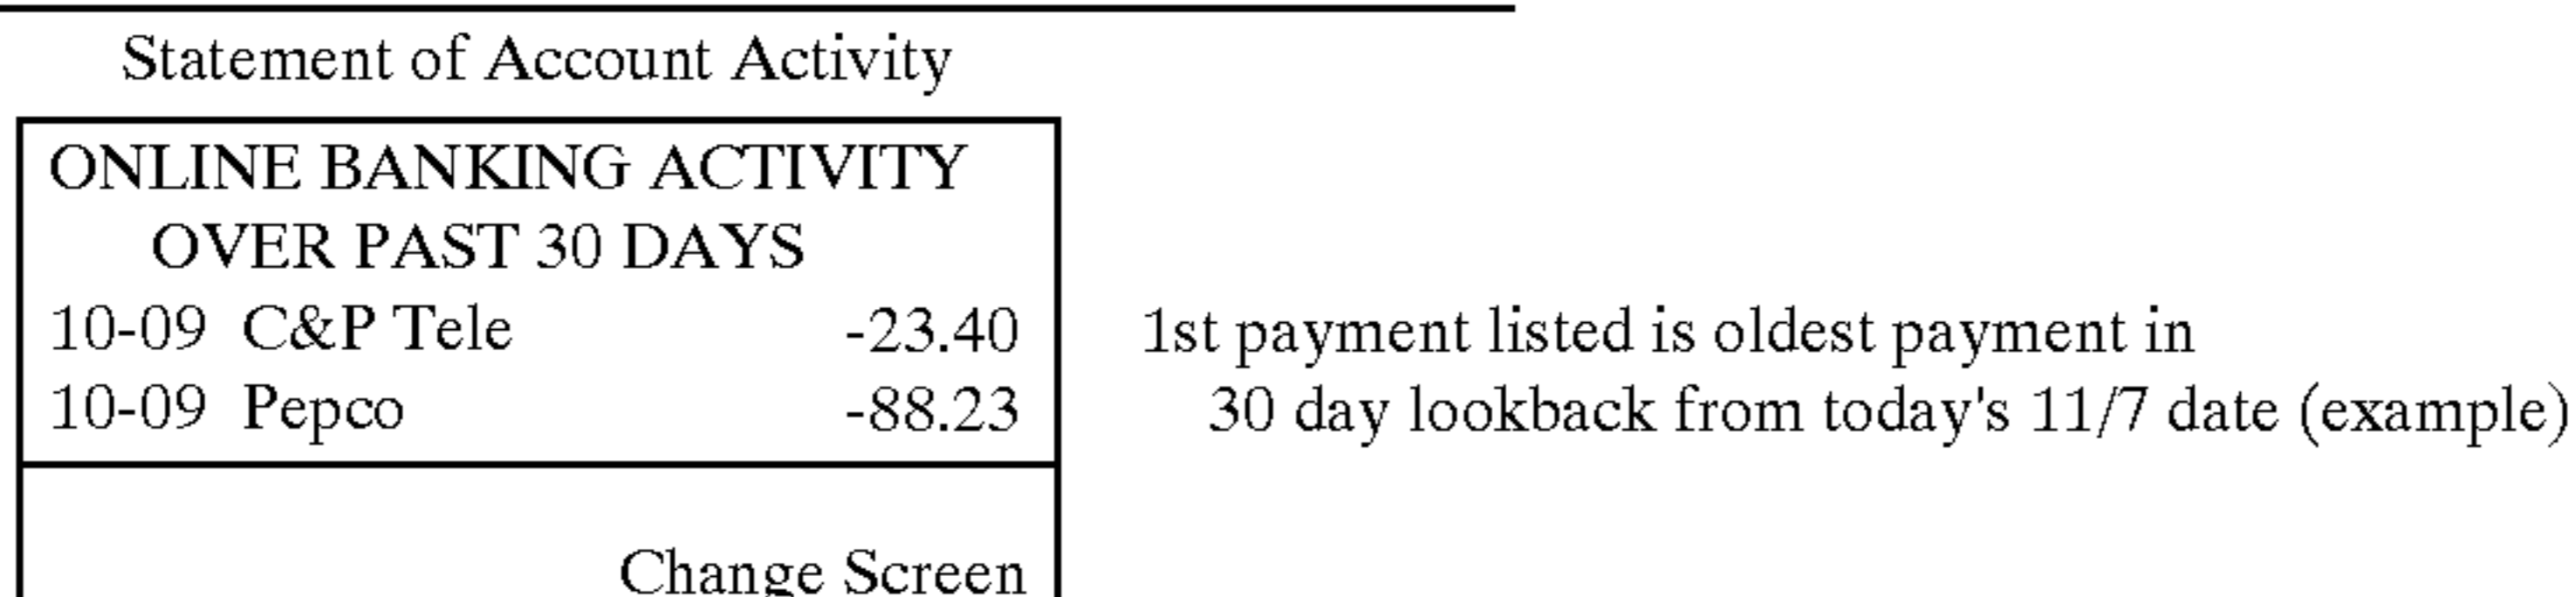 Statement of Account Activity
ONLINE BANKING ACTIVITY
OVER PAST 30 DAYS
10-09 C&P Tele -23.40
10-09 Pepco -88.23
1st payment listed is oldest payment in
30 day lookback from today's 11/7 date (example)
Change Screen